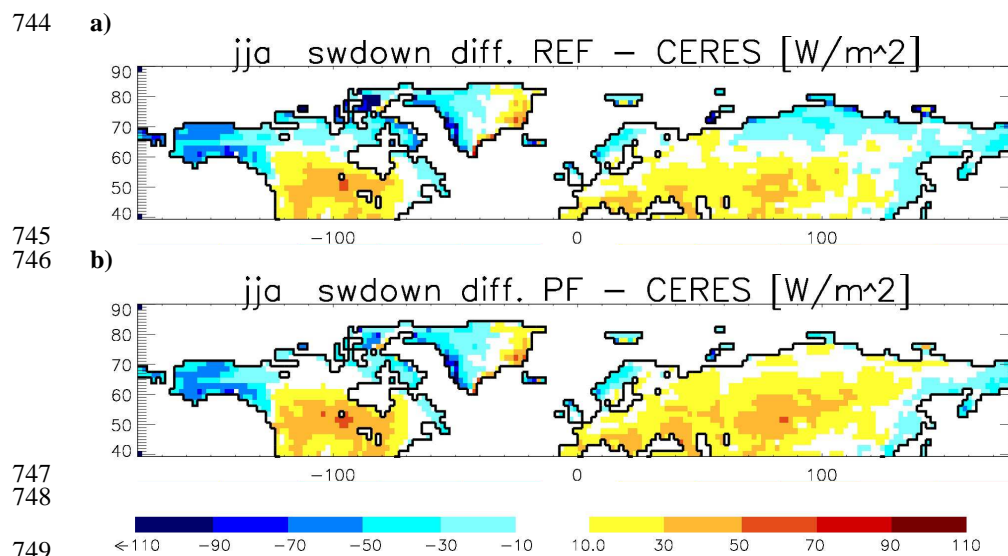 744 a)
jja swdown diff. REF – CERES [W/m^2]
90
80
70
60
50
40
-100 0 100
745
746 b)
jja swdown diff. PF – CERES [W/m^2]
90
80
70
60
50
40
-100 0 100
747
748
<-110 -90 -70 -50 -30 -10 10.0 30 50 70 90 110
749